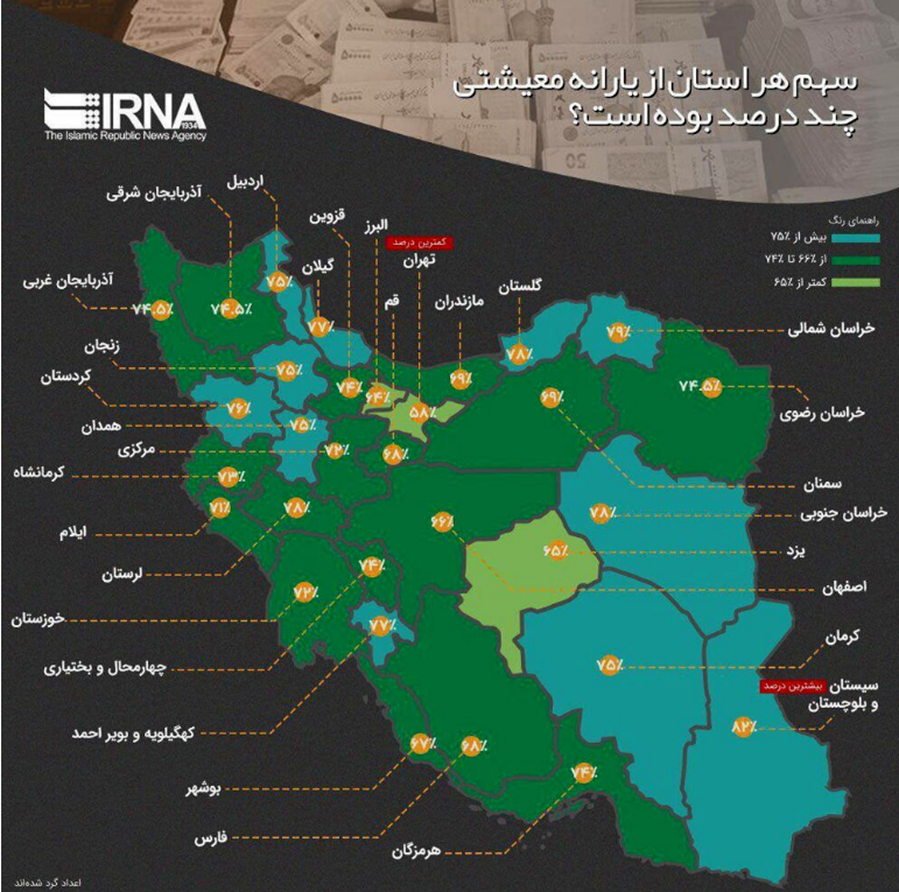 سهم هر استان از یارانه معیشتی
چند درصد بوده است؟
IRNA
1934
The Islamic Republic News Agency
راهنمای رنگ
بیش از ۷۵٪
از ۶۶٪ تا ۷۴٪
کمتر از ۶۵٪
اردبیل
۷۵٪
آذربایجان شرقی
۷۴.۵٪
آذربایجان غربی
۷۴.۵٪
قزوین
۷۴٪
البرز
۶۴٪
کمترین درصد
تهران
۵۸٪
گیلان
۷۷٪
قم
۶۸٪
مازندران
۶۹٪
گلستان
۷۸٪
خراسان شمالی
۷۹٪
خراسان رضوی
۷۴.۵٪
زنجان
۷۵٪
کردستان
۷۶٪
همدان
۷۵٪
مرکزی
۷۲٪
کرمانشاه
۷۳٪
ایلام
۷۱٪
لرستان
۷۸٪
خوزستان
۷۲٪
چهارمحال و بختیاری
۷۴٪
کهگیلویه و بویر احمد
۷۷٪
بوشهر
۶۷٪
فارس
۶۸٪
هرمزگان
۷۴٪
سمنان
۶۹٪
خراسان جنوبی
۷۸٪
یزد
۶۵٪
اصفهان
۶۶٪
کرمان
۷۵٪
سیستان
و بلوچستان
بیشترین درصد
۸۲٪
اعداد گرد شده‌اند